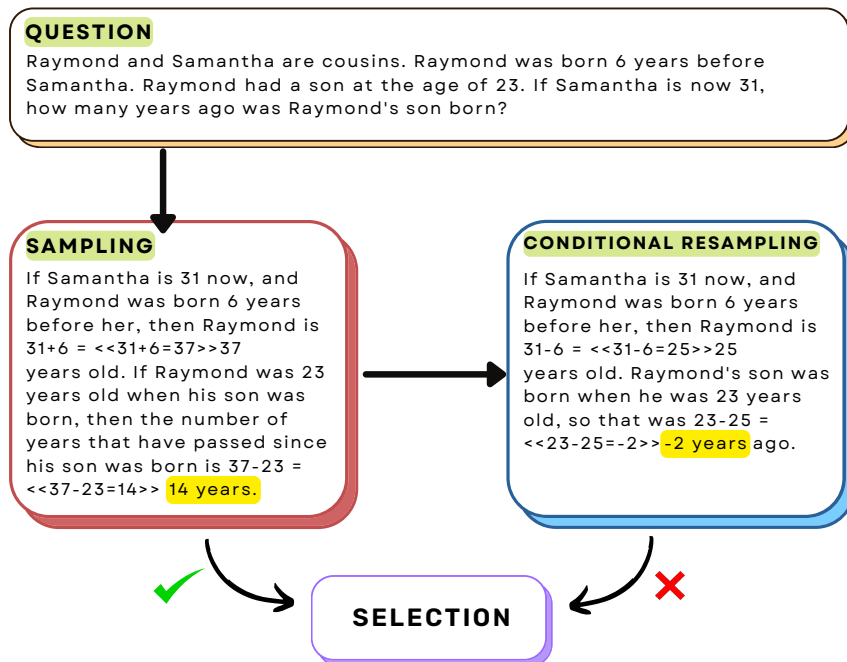 QUESTION
Raymond and Samantha are cousins. Raymond was born 6 years before
Samantha. Raymond had a son at the age of 23. If Samantha is now 31,
how many years ago was Raymond's son born?
SAMPLING
If Samantha is 31 now, and
Raymond was born 6 years
before her, then Raymond is
31+6 = <<31+6=37>>37
years old. If Raymond was 23
years old when his son was
born, then the number of
years that have passed since
his son was born is 37-23 =
<<37-23=14>> 14 years.
CONDITIONAL RESAMPLING
If Samantha is 31 now, and
Raymond was born 6 years
before her, then Raymond is
31-6 = <<31-6=25>>25
years old. Raymond's son was
born when he was 23 years
old, so that was 23-25 =
<<23-25=-2>> -2 years ago.
SELECTION